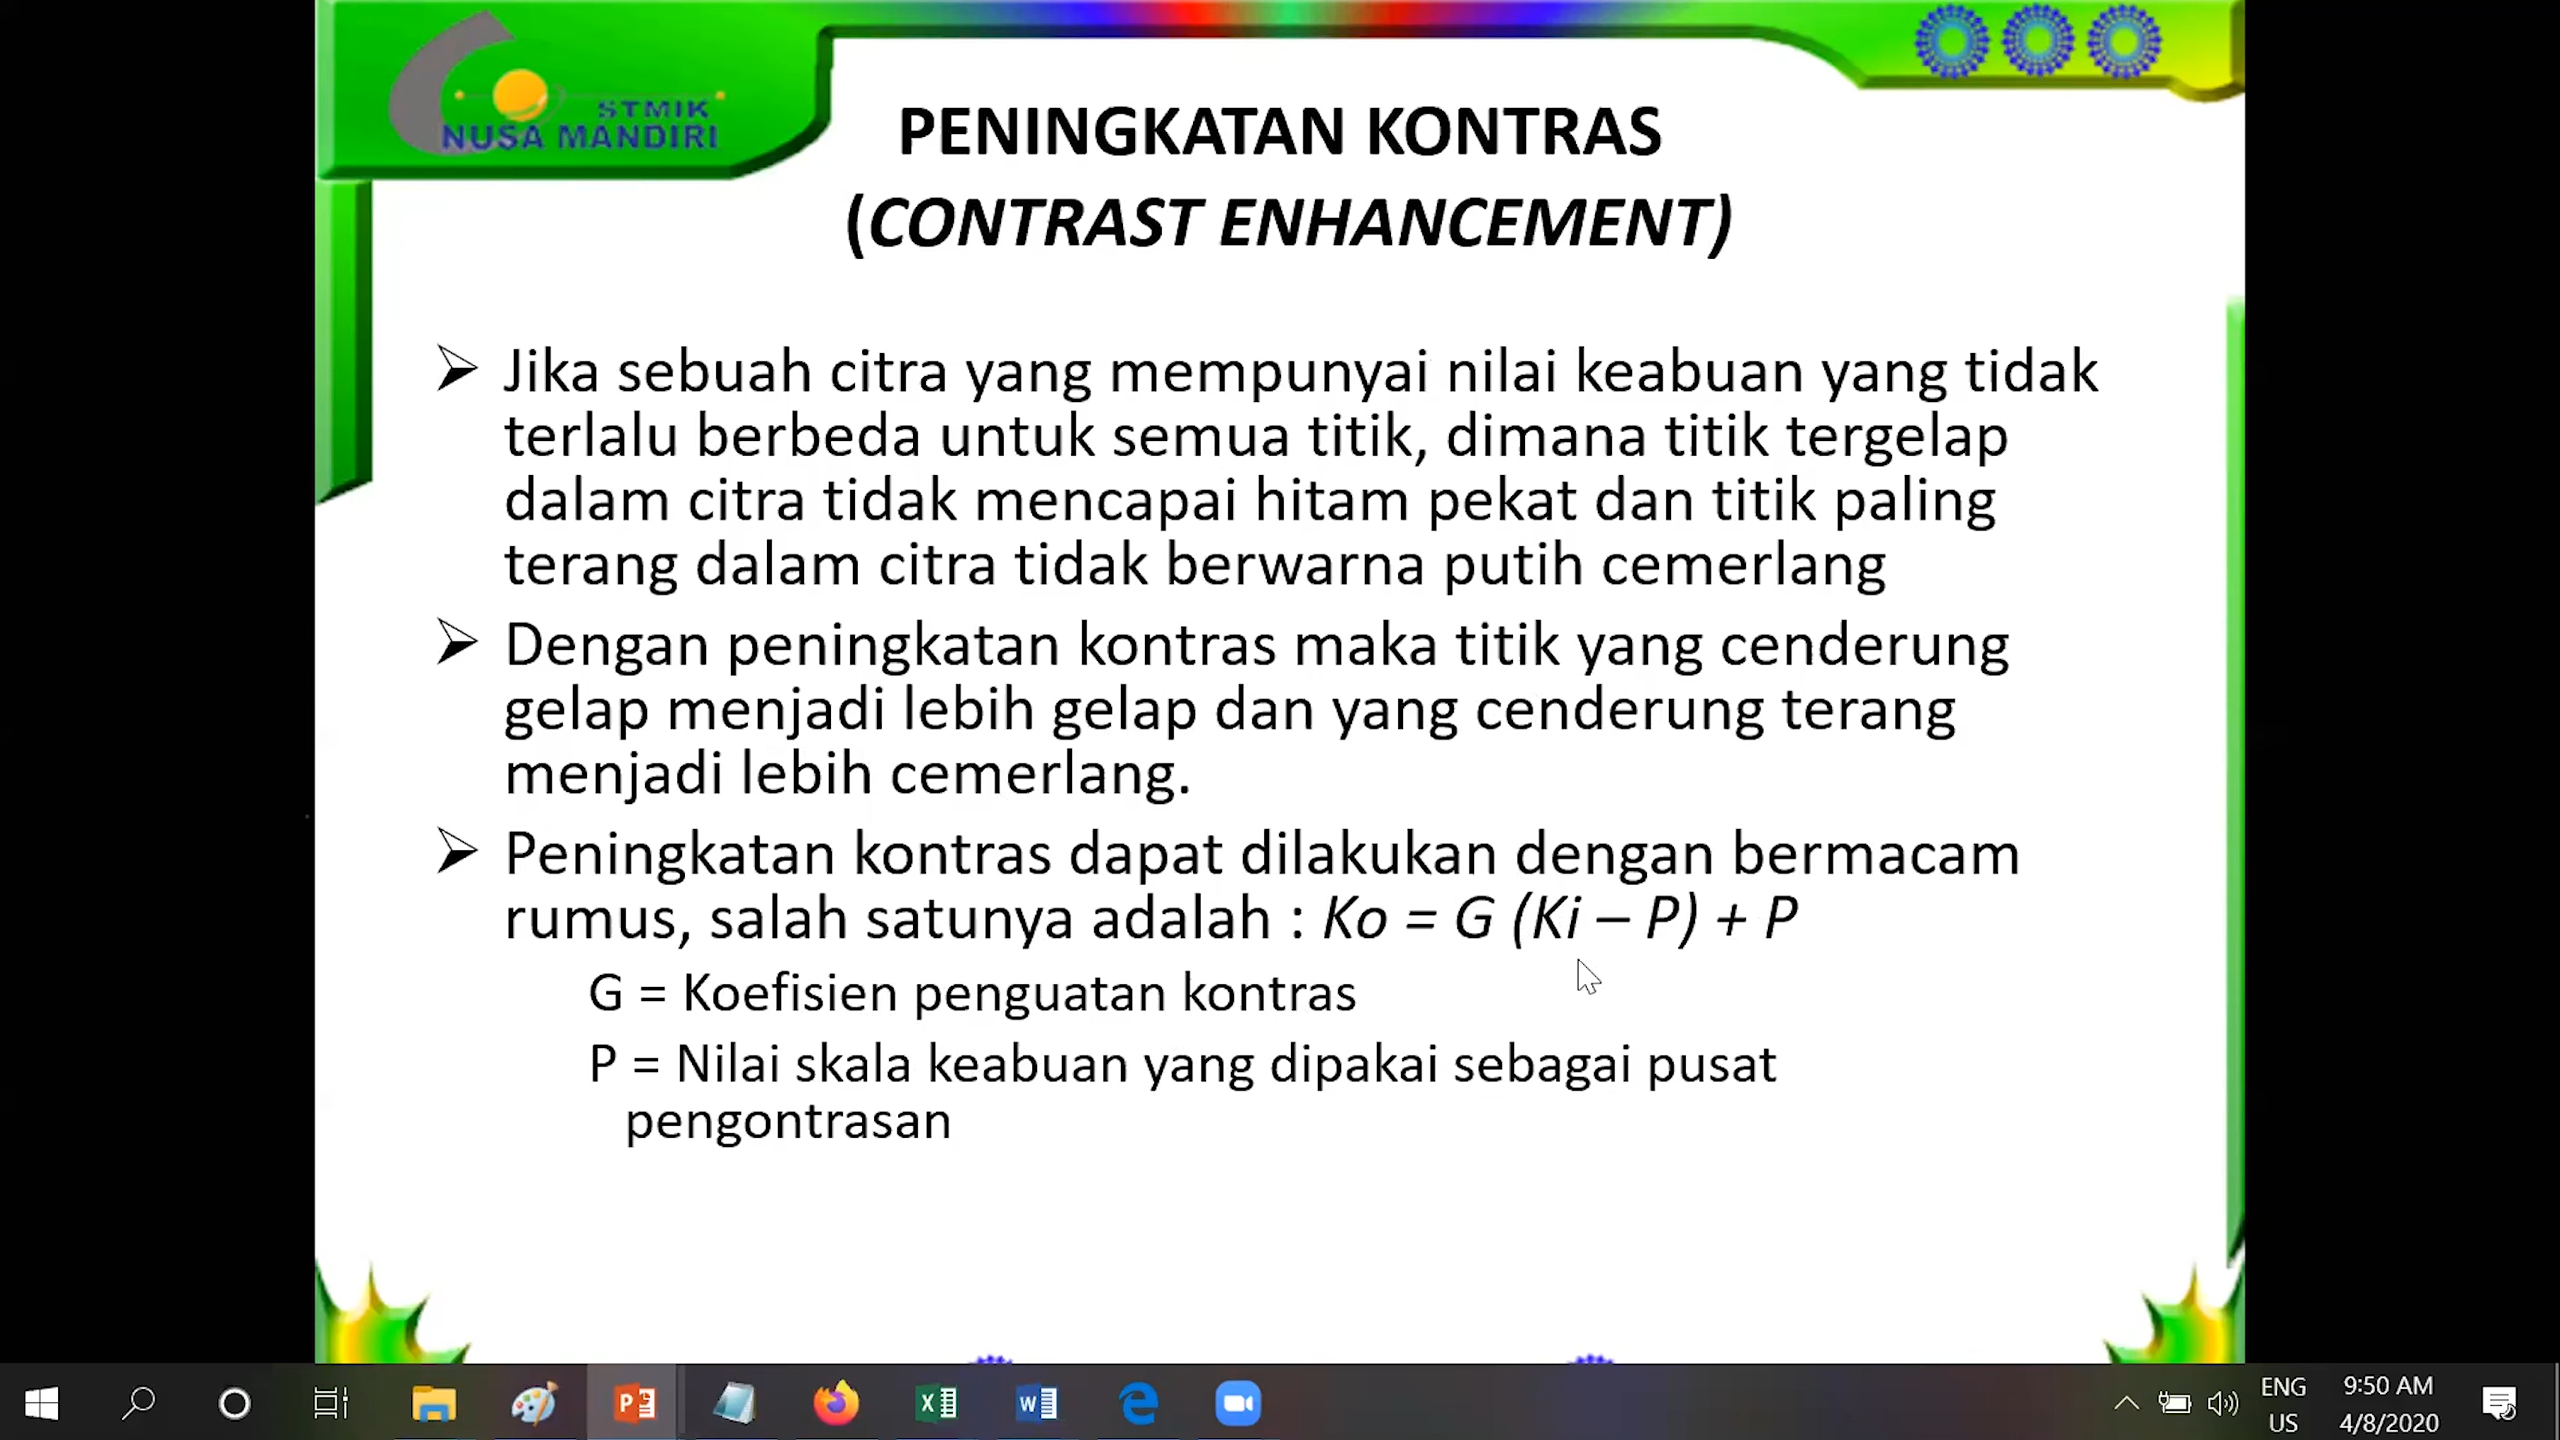 STMIK
NUSA MANDIRI
PENINGKATAN KONTRAS
(CONTRAST ENHANCEMENT)
Jika sebuah citra yang mempunyai nilai keabuan yang tidak
terlalu berbeda untuk semua titik, dimana titik tergelap
dalam citra tidak mencapai hitam pekat dan titik paling
terang dalam citra tidak berwarna putih cemerlang
Dengan peningkatan kontras maka titik yang cenderung
gelap menjadi lebih gelap dan yang cenderung terang
menjadi lebih cemerlang.
Peningkatan kontras dapat dilakukan dengan bermacam
rumus, salah satunya adalah : Ko = G (Ki – P) + P
G = Koefisien penguatan kontras
P = Nilai skala keabuan yang dipakai sebagai pusat
pengontrasan
ENG
US
9:50 AM
4/8/2020